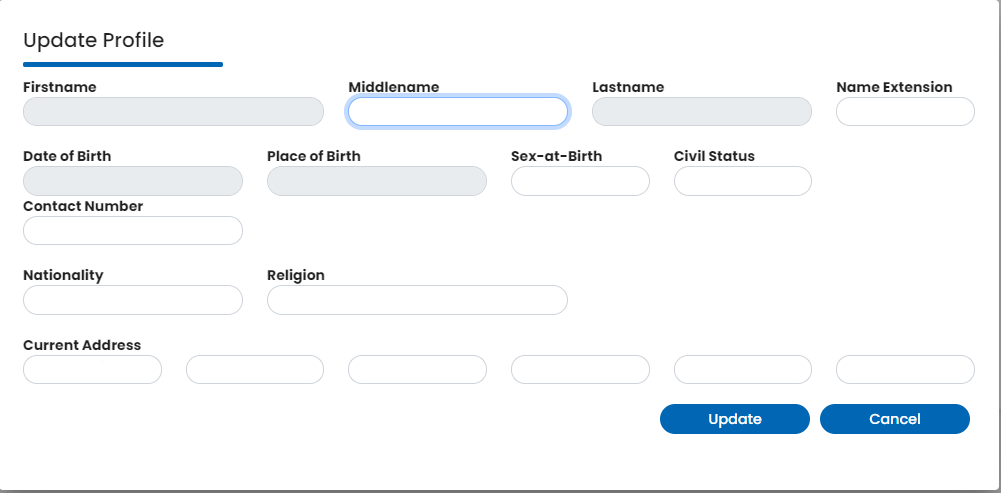 Update Profile
Firstname Middlename Lastname Name Extension
Date of Birth Place of Birth Sex-at-Birth Civil Status
Contact Number
Nationality Religion
Current Address
Update Cancel